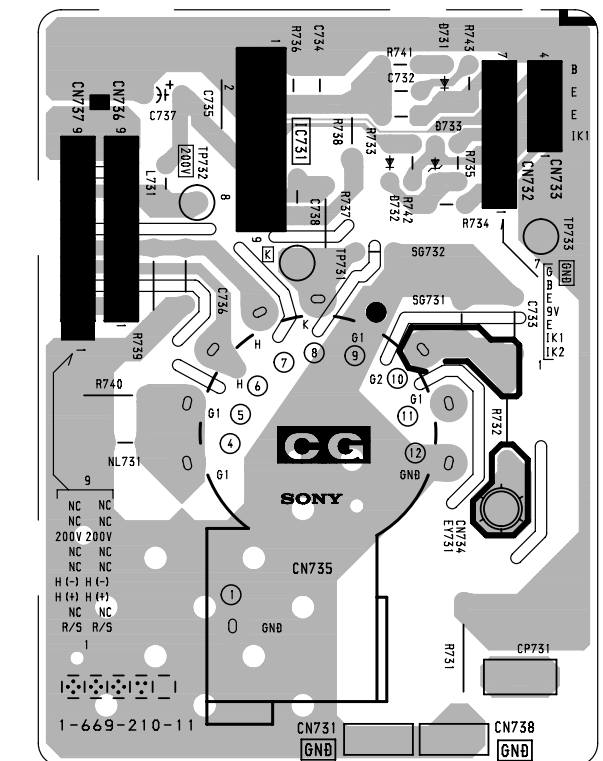 R736
C734
D731
R743
1
R741
7
4
B
E
E
IK1
CN737
CN736
9
9
C737
+
C735
2
C732
IC731
R738
R733
D733
R735
1
CN732
CN733
200V
TP732
L731
8
C738
R737
D732
R742
R734
1
TP733
9
K
TP731
SG732
7
GND
G
B
E
9V
E
IK1
IK2
1
C736
SG731
C733
K
G1
H
R739
1
7
8
9
H
6
G2
10
G1
R740
G1
5
11
R732
4
12
CG
NL731
G1
GND
9
SONY
NC NC
NC NC
200V 200V
NC NC
NC NC
H(-) H(-)
H(+) H(+)
NC NC
R/S R/S
1
CN734
EY731
CN735
1
GND
R731
CP731
1-669-210-11
CN731
GND
CN738
GND